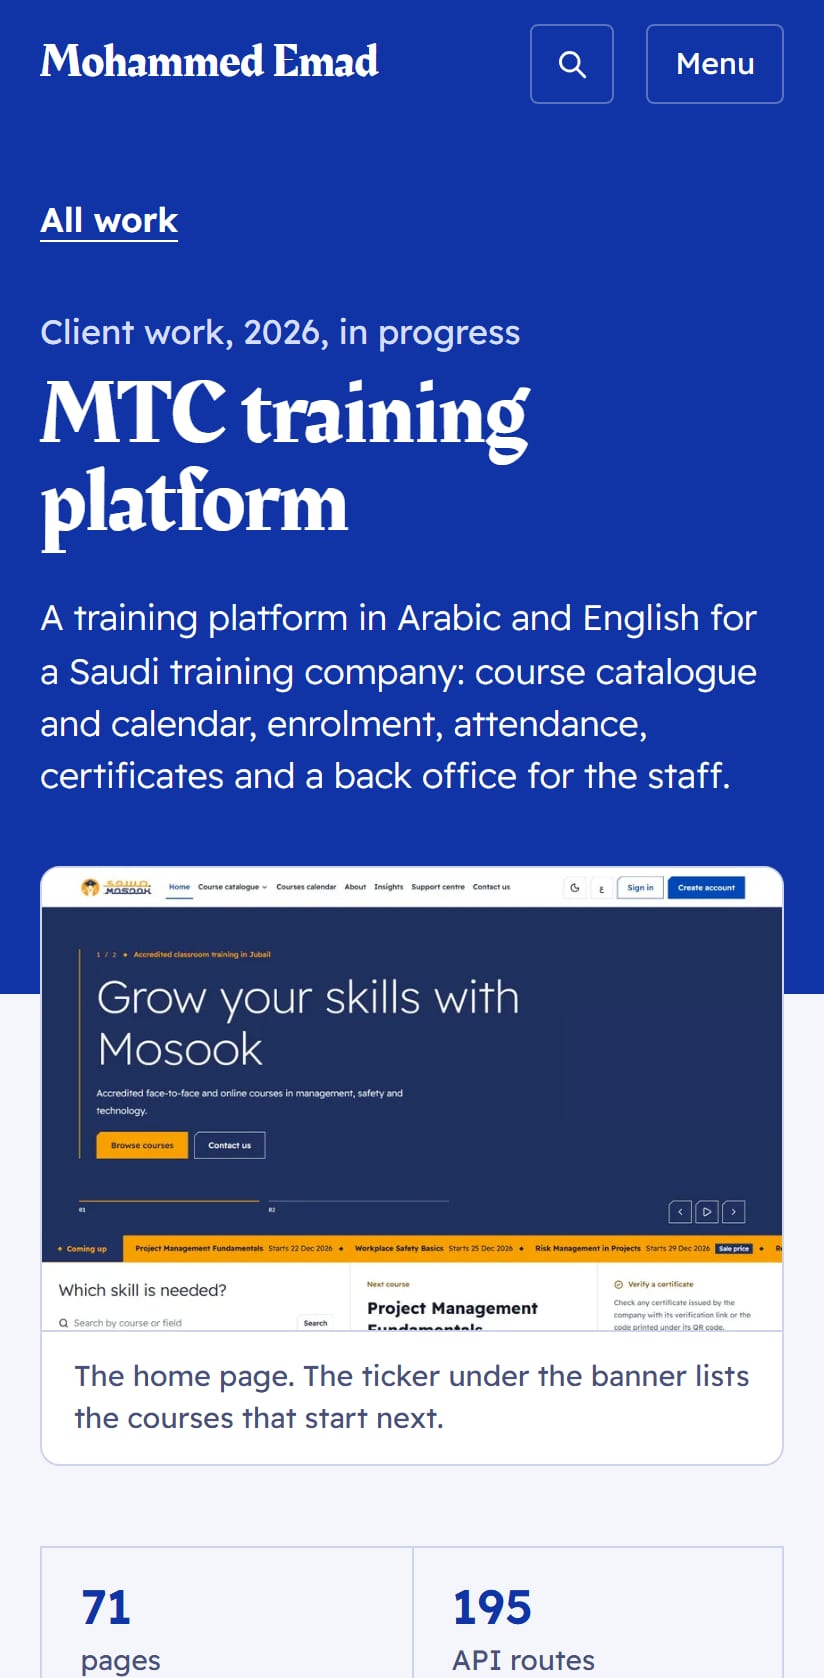 Mohammed Emad
Menu
All work
Client work, 2026, in progress
MTC training
platform
A training platform in Arabic and English for
a Saudi training company: course catalogue
and calendar, enrolment, attendance,
certificates and a back office for the staff.
MOSOOK
Home Course catalogue Courses calendar About Insights Support centre Contact us
ع
Sign in
Create account
1 / 2 Accredited classroom training in Jubail
Grow your skills with
Mosook
Accredited face-to-face and online courses in management, safety and
technology.
Browse courses
Contact us
01
02
Coming up
Project Management Fundamentals Starts 22 Dec 2026
Workplace Safety Basics Starts 25 Dec 2026
Risk Management in Projects Starts 29 Dec 2026 Sale price
Which skill is needed?
Search by course or field
Search
Next course
Project Management
Fundamentals
Verify a certificate
Check any certificate issued by the
company with its verification link or the
code printed under its QR code.
The home page. The ticker under the banner lists
the courses that start next.
71
pages
195
API routes